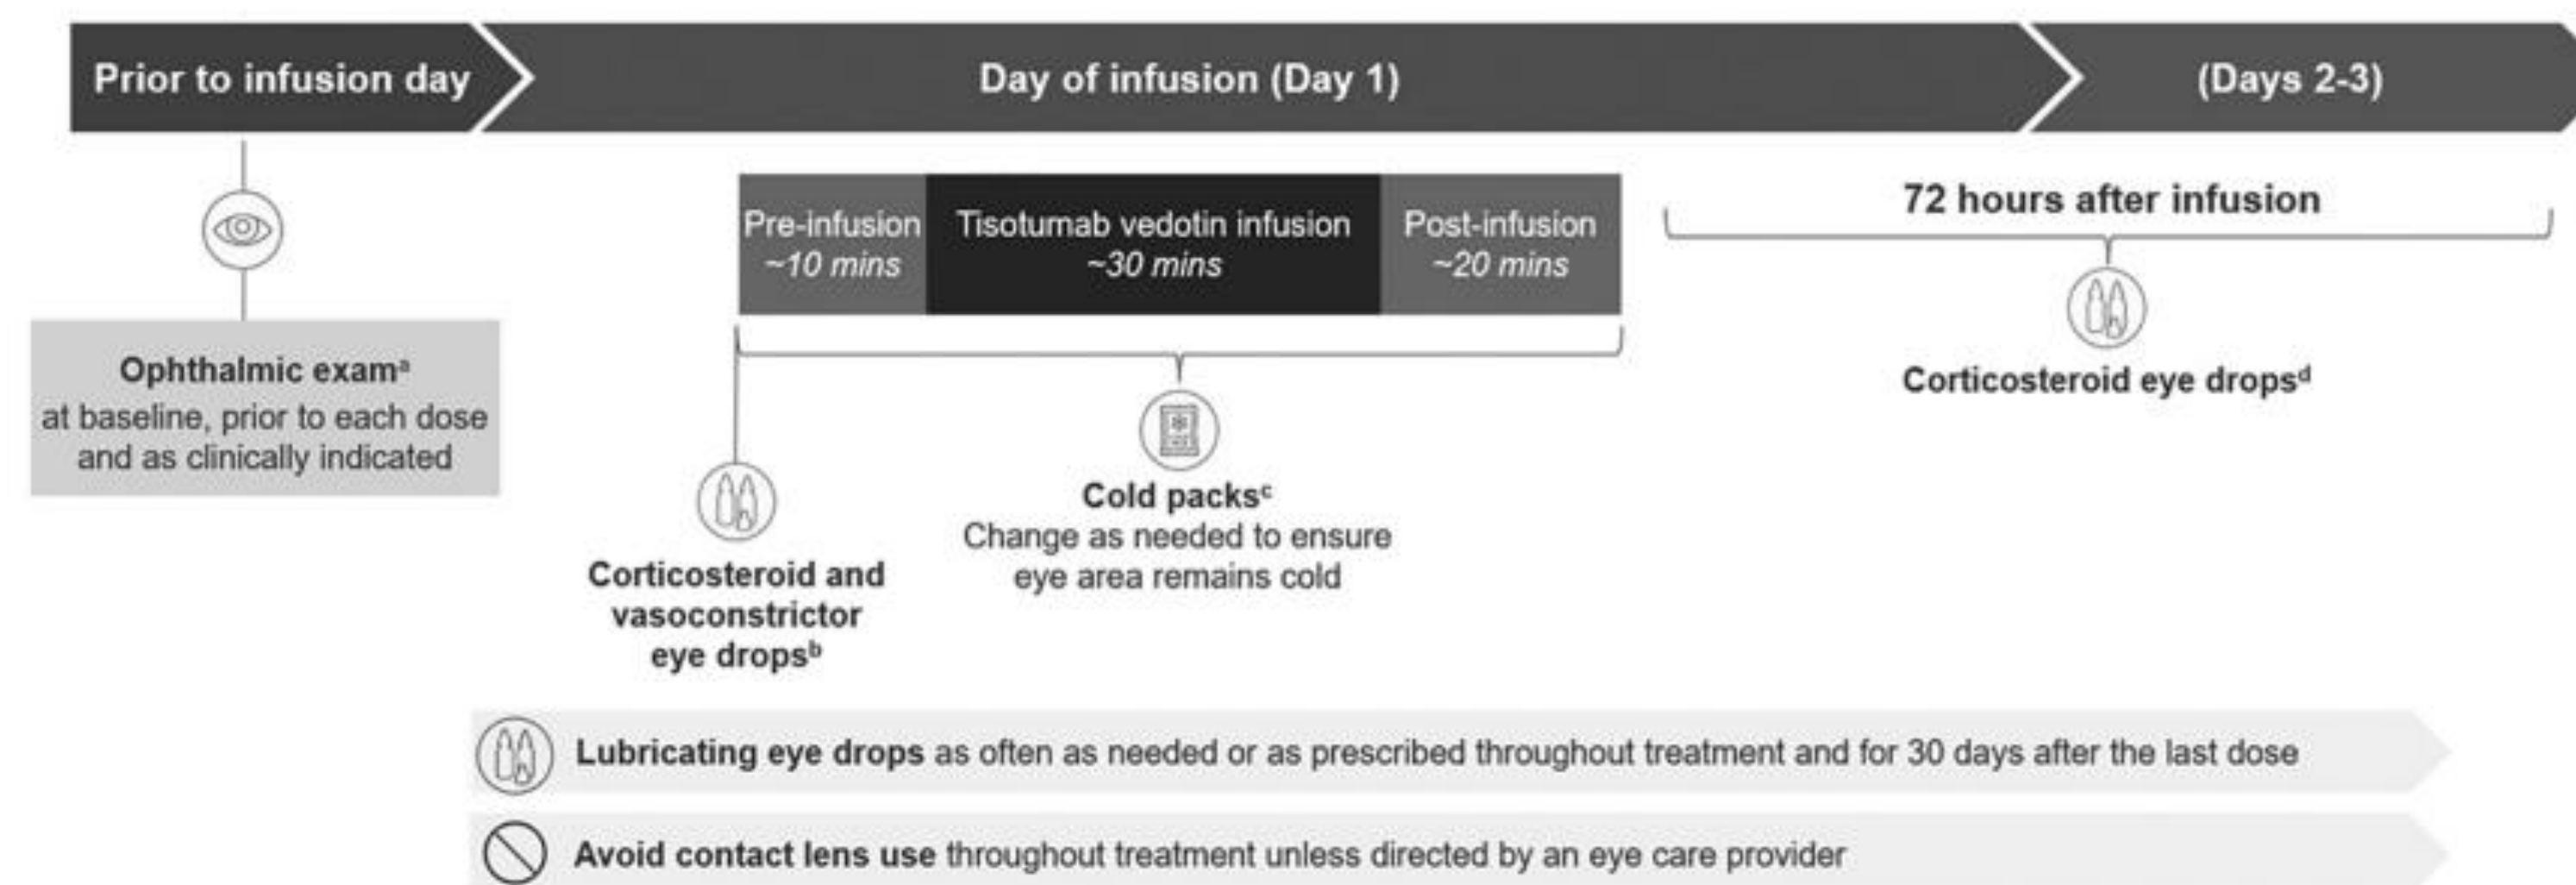 Prior to infusion day
Day of infusion (Day 1)
(Days 2-3)
Pre-infusion
~10 mins
Tisotumab vedotin infusion
~30 mins
Post-infusion
~20 mins
72 hours after infusion
Ophthalmic examᵃ
at baseline, prior to each dose
and as clinically indicated
Corticosteroid eye dropsᵈ
Cold packsᶜ
Change as needed to ensure
eye area remains cold
Corticosteroid and
vasoconstrictor
eye dropsᵇ
Lubricating eye drops as often as needed or as prescribed throughout treatment and for 30 days after the last dose
Avoid contact lens use throughout treatment unless directed by an eye care provider